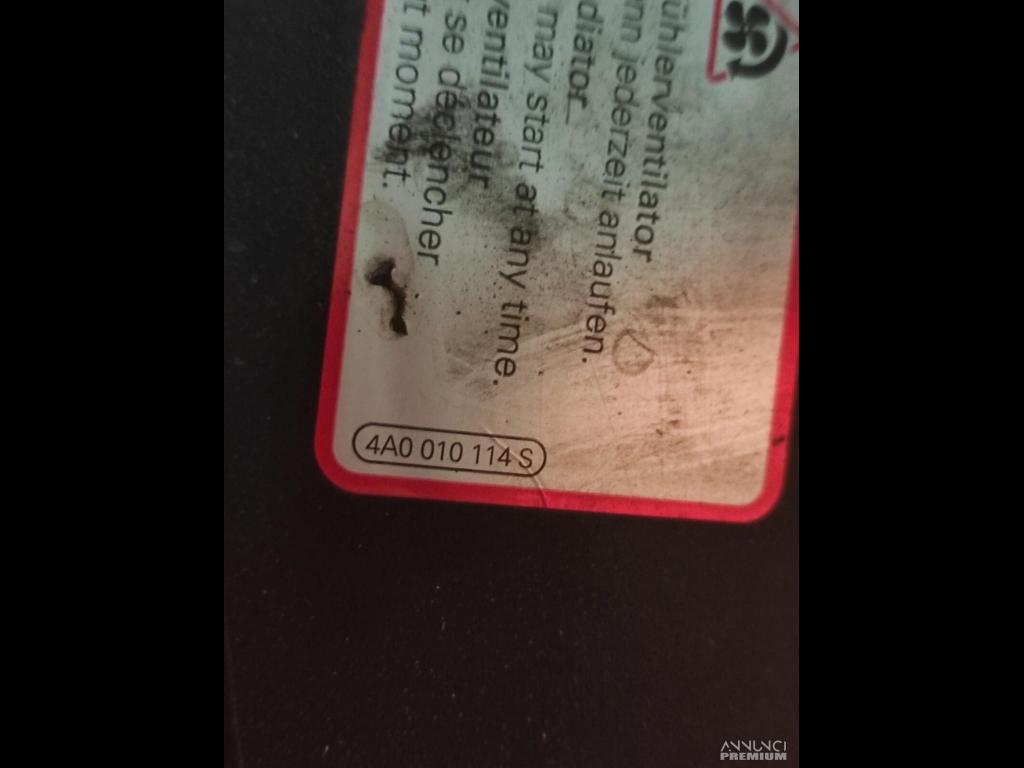 ühlerventilator
nn jederzeit anlaufen.
diator
may start at any time.
ventilateur
se déclencher
t moment.
4A0 010 114 S
ANNUNCI
PREMIUM